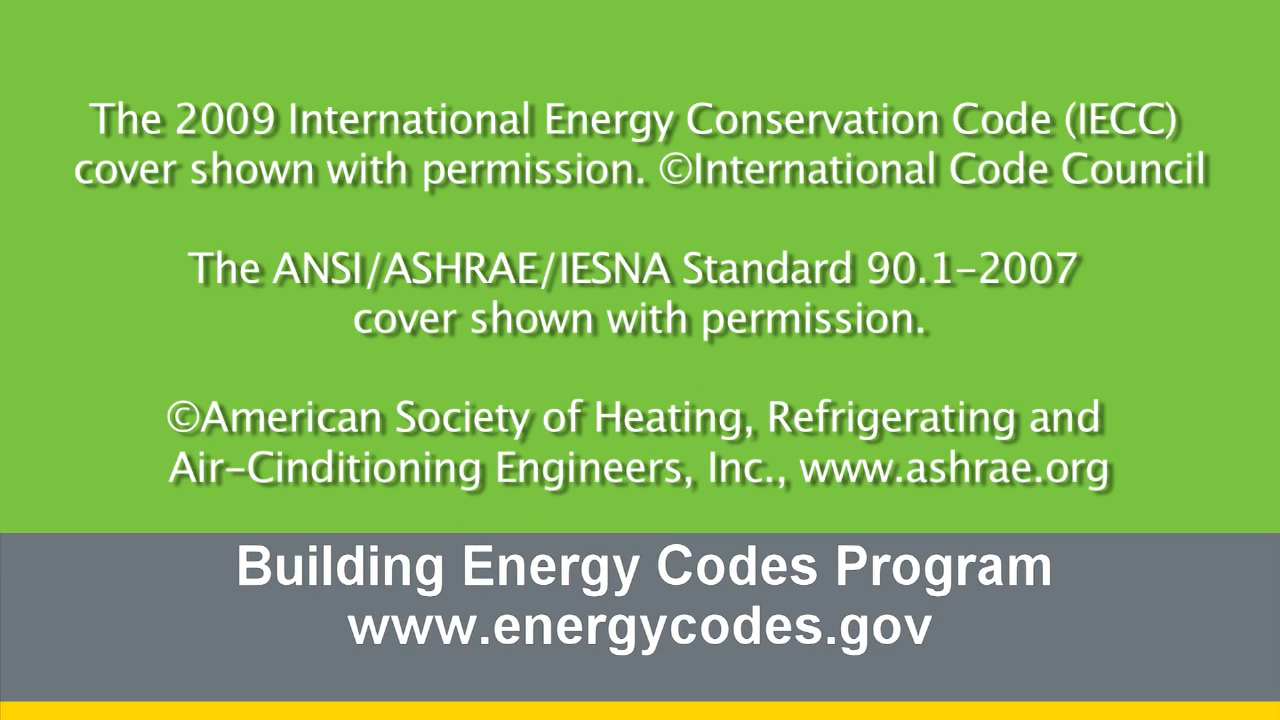 The 2009 International Energy Conservation Code (IECC)
cover shown with permission. ©International Code Council
The ANSI/ASHRAE/IESNA Standard 90.1-2007
cover shown with permission.
©American Society of Heating, Refrigerating and
Air-Cinditioning Engineers, Inc., www.ashrae.org
Building Energy Codes Program
www.energycodes.gov